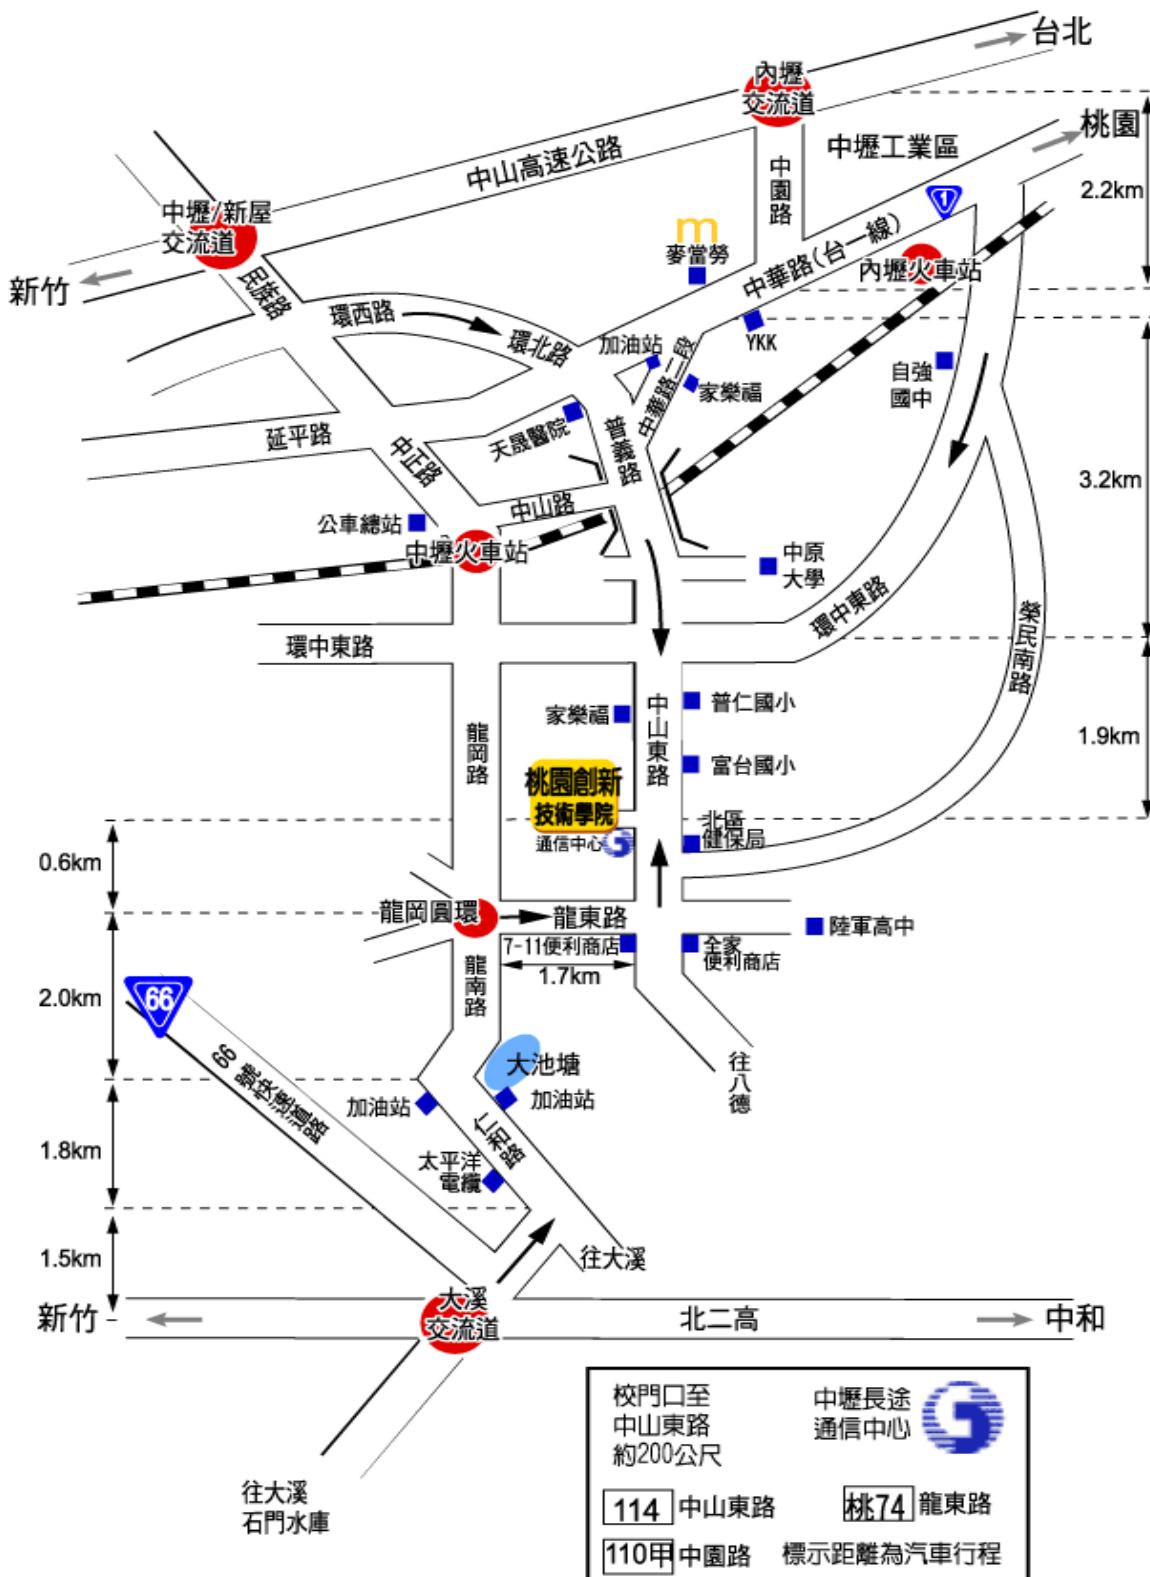 台北
內壢
交流道
桃園
中壢工業區
中山高速公路
中園路
2.2km
中壢/新屋
交流道
1
麥當勞
中華路(台一線)
內壢火車站
新竹
民族路
環西路
環北路
加油站
YKK
中華路二段
家樂福
自強
國中
延平路
天晟醫院
普義路
中正路
3.2km
中山路
公車總站
中壢火車站
中原
大學
環中東路
環中東路
榮民南路
龍岡路
家樂福
中山東路
普仁國小
1.9km
富台國小
桃園創新
技術學院
通信中心
北區
健保局
0.6km
龍岡圓環
龍東路
陸軍高中
7-11便利商店
全家
便利商店
1.7km
龍南路
2.0km
66
66號快速道路
大池塘
往八德
加油站
加油站
仁和路
1.8km
太平洋
電纜
1.5km
往大溪
新竹
大溪
交流道
北二高
中和
校門口至
中山東路
約200公尺
中壢長途
通信中心
往大溪
石門水庫
114 中山東路
桃74 龍東路
110甲 中園路
標示距離為汽車行程